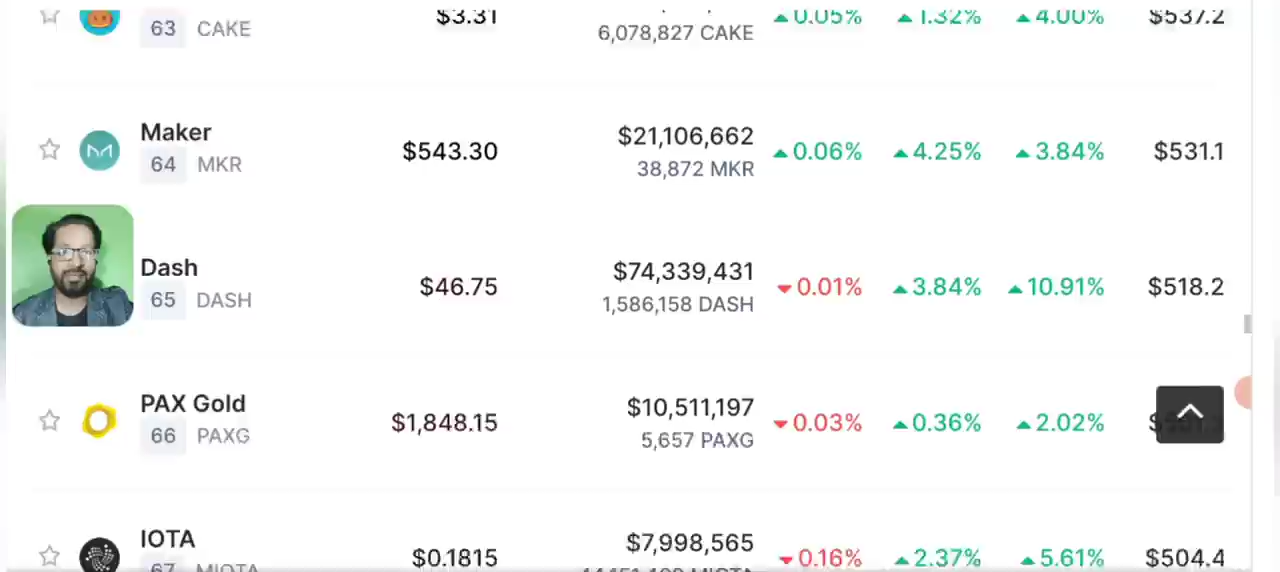 $3.31 0.05% 1.32% 4.00% $537.2
63 CAKE 6,078,827 CAKE
Maker $543.30 $21,106,662 0.06% 4.25% 3.84% $531.1
64 MKR 38,872 MKR
Dash $46.75 $74,339,431 0.01% 3.84% 10.91% $518.2
65 DASH 1,586,158 DASH
PAX Gold $1,848.15 $10,511,197 0.03% 0.36% 2.02%
66 PAXG 5,657 PAXG
IOTA $0.1815 $7,998,565 0.16% 2.37% 5.61% $504.4
67 MIOTA